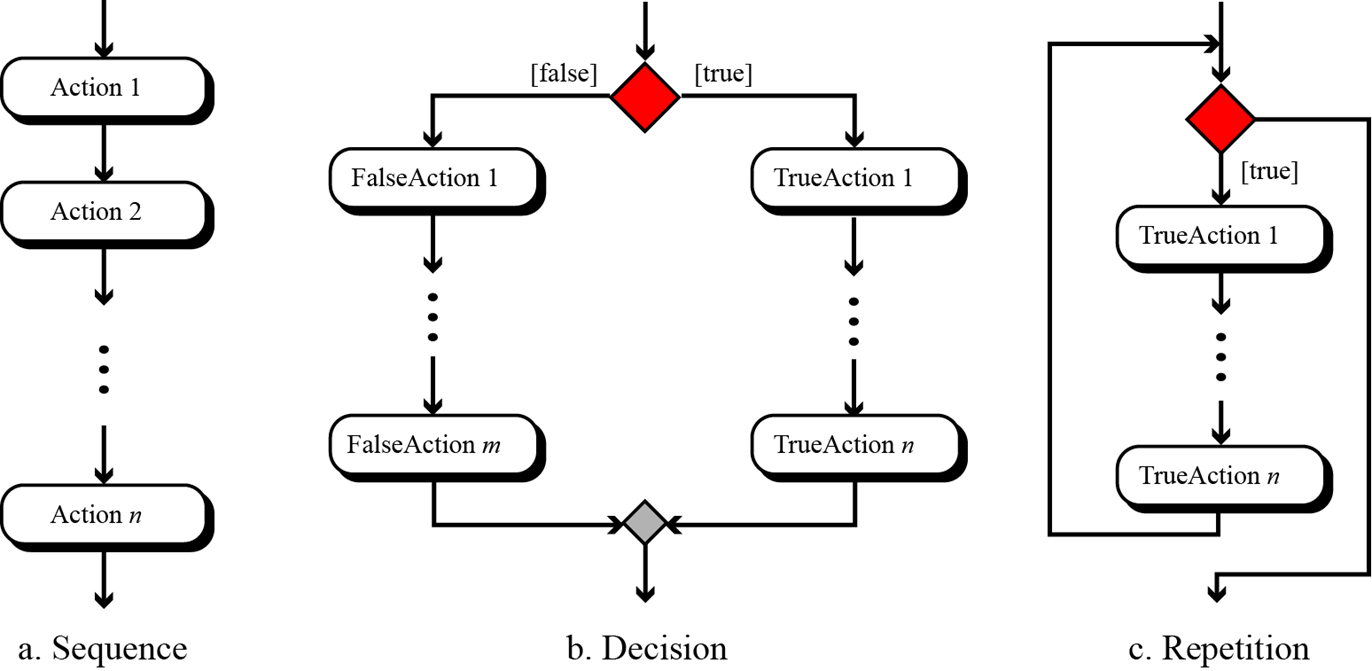 Action 1
Action 2
Action n
a. Sequence
[false]
[true]
FalseAction 1
TrueAction 1
FalseAction m
TrueAction n
b. Decision
[true]
TrueAction 1
TrueAction n
c. Repetition